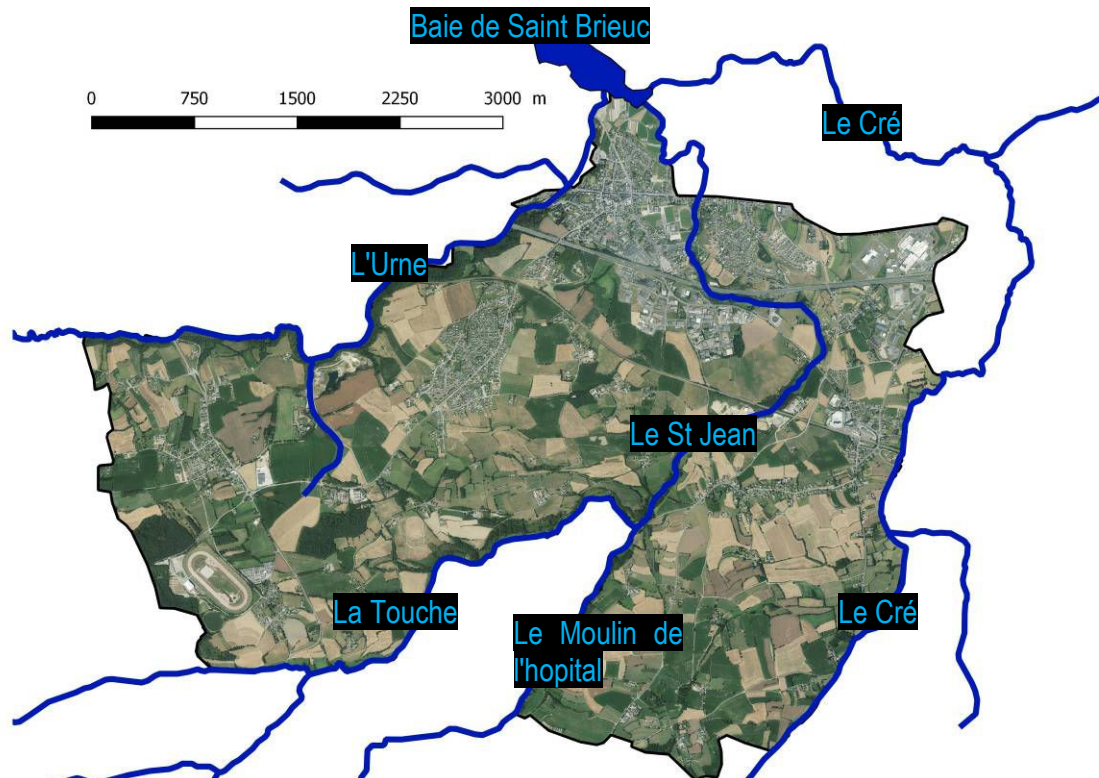 Baie de Saint Brieuc
0 750 1500 2250 3000 m
Le Cré
L'Urne
Le St Jean
La Touche
Le Moulin de
l'hopital
Le Cré